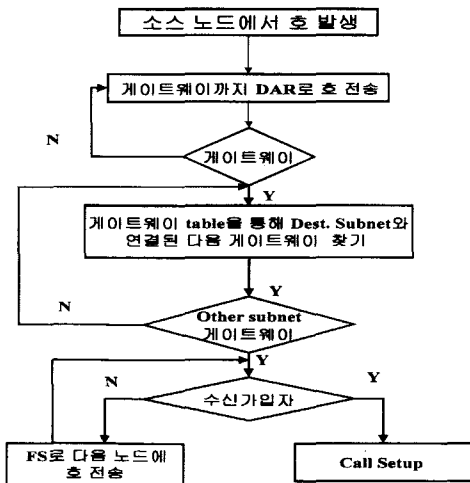 소스 노드에서 호 발생
게이트웨이까지 DAR로 호 전송
N
게이트웨이
Y
게이트웨이 table을 통해 Dest. Subnet와
연결된 다음 게이트웨이 찾기
Y
N
Other subnet
게이트웨이
Y
N
Y
수신가입자
FS로 다음 노드에
호 전송
Call Setup